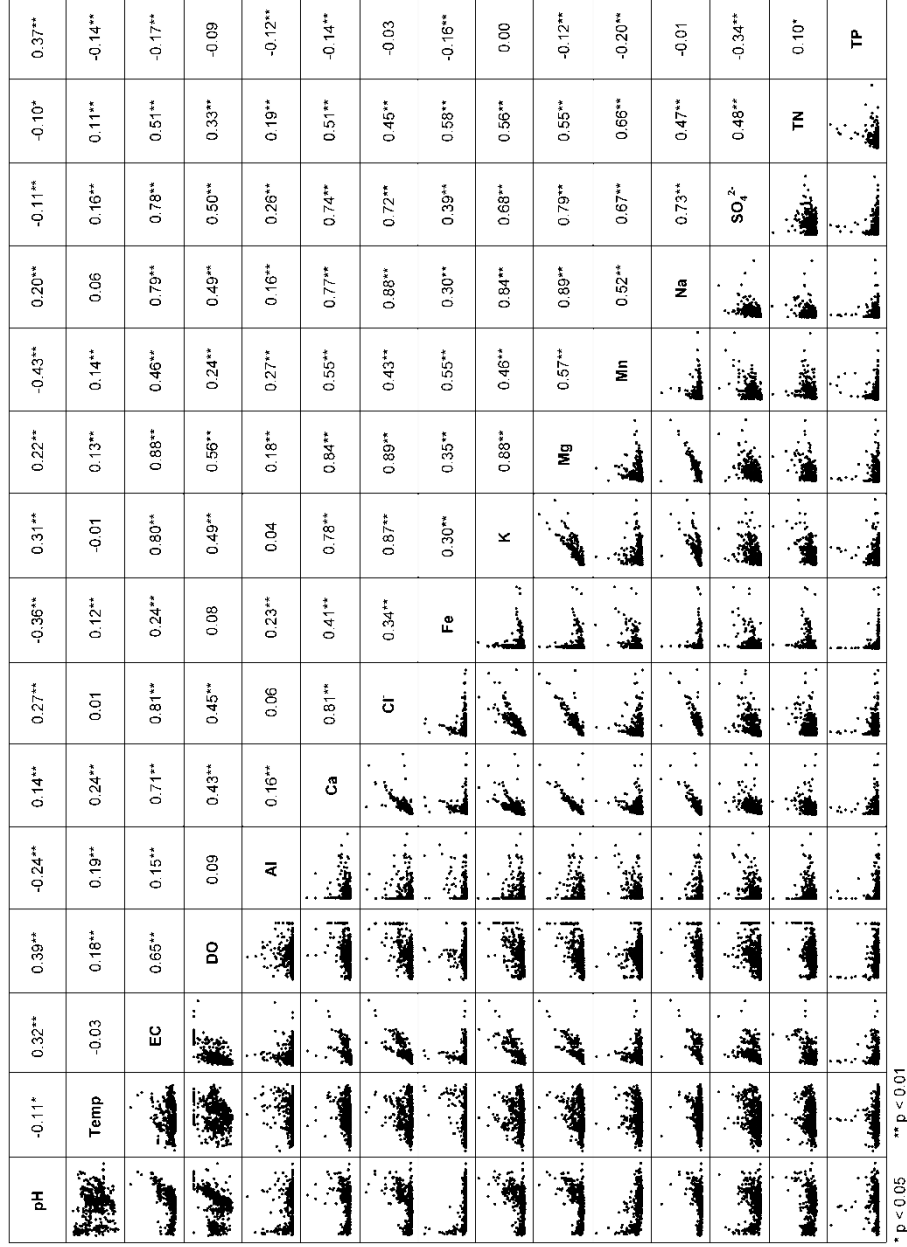 pH -0.11* 0.32** 0.39** -0.24** 0.14** 0.27** -0.36** 0.31** 0.22** -0.43** 0.20** -0.11** -0.10* 0.37**
Temp -0.03 0.18** 0.19** 0.24** 0.01 0.12** -0.01 0.13** 0.14** 0.06 0.16** 0.11** -0.14**
EC 0.65** 0.15** 0.71** 0.81** 0.24** 0.80** 0.88** 0.46** 0.79** 0.78** 0.51** -0.17**
DO 0.09 0.43** 0.45** 0.08 0.49** 0.56** 0.24** 0.49** 0.50** 0.33** -0.09
Al 0.16** 0.06 0.23** 0.04 0.18** 0.27** 0.16** 0.26** 0.19** -0.12**
Ca 0.81** 0.41** 0.78** 0.84** 0.55** 0.77** 0.74** 0.51** -0.14**
Cl⁻ 0.34** 0.87** 0.89** 0.43** 0.88** 0.72** 0.45** -0.03
Fe 0.30** 0.35** 0.55** 0.30** 0.39** 0.58** -0.16**
K 0.88** 0.46** 0.84** 0.68** 0.56** 0.00
Mg 0.57** 0.89** 0.79** 0.55** -0.12**
Mn 0.52** 0.67** 0.66** -0.20**
Na 0.73** 0.47** -0.01
SO₄²⁻ 0.48** -0.34**
TN 0.10*
TP
* p < 0.05 ** p < 0.01